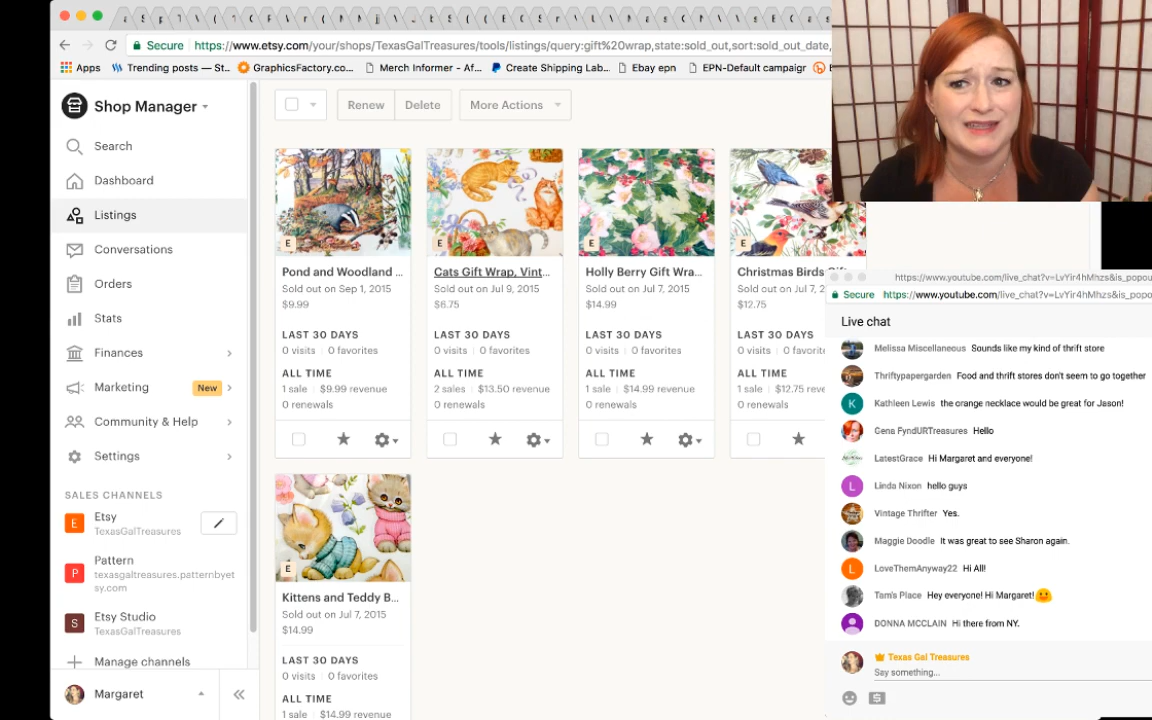 Secure https://www.etsy.com/your/shops/TexasGalTreasures/tools/listings/query:gift%20wrap,state:sold_out,sort:sold_out_date,
Apps Trending posts — St.. GraphicsFactory.co... Merch Informer - Af... Create Shipping Lab... Ebay epn EPN-Default campaigr
Shop Manager
Renew Delete More Actions
Search
Dashboard
Listings
Conversations
Orders
Stats
Finances
Marketing New
Community & Help
Settings
SALES CHANNELS
E Etsy
TexasGalTreasures
P Pattern
texasgaltreasures.patternbyet
sy.com
S Etsy Studio
TexasGalTreasures
Manage channels
Margaret
E
Pond and Woodland ...
Sold out on Sep 1, 2015
$9.99
LAST 30 DAYS
0 visits 0 favorites
ALL TIME
1 sale $9.99 revenue
0 renewals
E
Cats Gift Wrap, Vint...
Sold out on Jul 9, 2015
$6.75
LAST 30 DAYS
0 visits 0 favorites
ALL TIME
2 sales $13.50 revenue
0 renewals
E
Holly Berry Gift Wra...
Sold out on Jul 7, 2015
$14.99
LAST 30 DAYS
0 visits 0 favorites
ALL TIME
1 sale $14.99 revenue
0 renewals
E
Christmas Birds Gift
Sold out on Jul 7, 2
$12.75
LAST 30 DAYS
0 visits 0 favorites
ALL TIME
1 sale $12.75 reven
0 renewals
E
Kittens and Teddy B...
Sold out on Jul 7, 2015
$14.99
LAST 30 DAYS
0 visits 0 favorites
ALL TIME
1 sale $14.99 revenue
https://www.youtube.com/live_chat?v=LvYir4hMhzs&is_popou
Secure https://www.youtube.com/live_chat?v=LvYir4hMhzs&is_popo
Live chat
Melissa Miscellaneous Sounds like my kind of thrift store
Thriftypapergarden Food and thrift stores don't seem to go together
K Kathleen Lewis the orange necklace would be great for Jason!
Gena FyndURTreasures Hello
LatestGrace Hi Margaret and everyone!
L Linda Nixon hello guys
Vintage Thrifter Yes.
Maggie Doodle It was great to see Sharon again.
L LoveThemAnyway22 Hi All!
Tam's Place Hey everyone! Hi Margaret!
D DONNA MCCLAIN Hi there from NY.
Texas Gal Treasures
Say something...